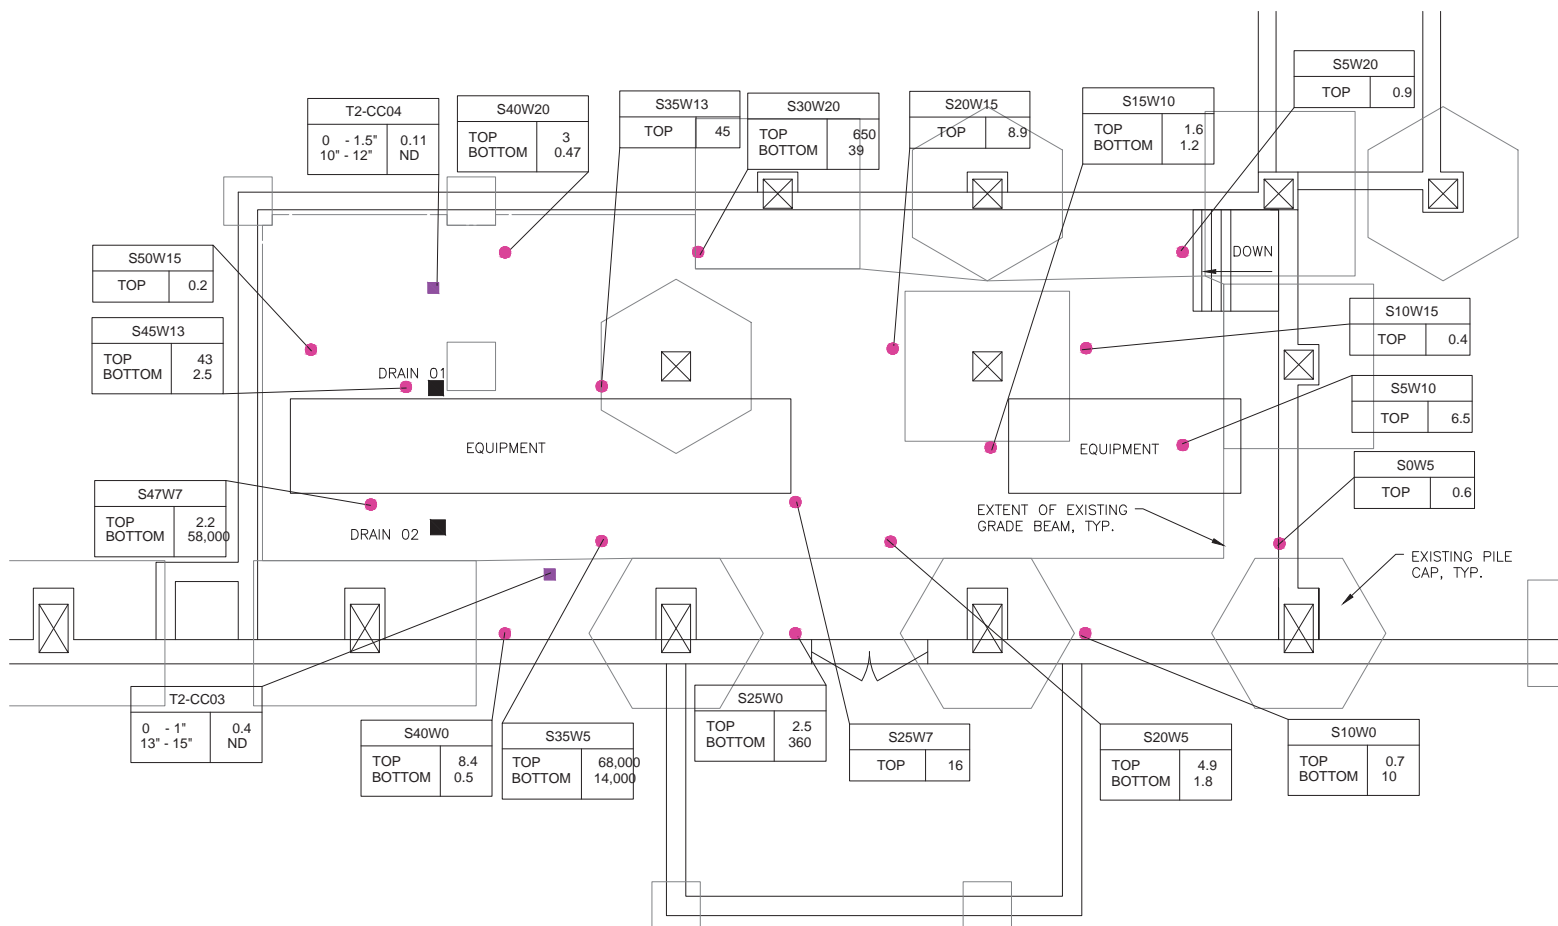 S5W20
TOP 0.9
T2-CC04
0 - 1.5" 0.11
10" - 12" ND
S40W20
TOP 3
BOTTOM 0.47
S35W13
TOP 45
S30W20
TOP 650
BOTTOM 39
S20W15
TOP 8.9
S15W10
TOP 1.6
BOTTOM 1.2
S50W15
TOP 0.2
DOWN
S45W13
TOP 43
BOTTOM 2.5
S10W15
TOP 0.4
DRAIN 01
S5W10
TOP 6.5
EQUIPMENT
EQUIPMENT
S0W5
TOP 0.6
S47W7
TOP 2.2
BOTTOM 58,000
DRAIN 02
EXTENT OF EXISTING
GRADE BEAM, TYP.
EXISTING PILE
CAP, TYP.
T2-CC03
0 - 1" 0.4
13" - 15" ND
S40W0
TOP 8.4
BOTTOM 0.5
S35W5
TOP 68,000
BOTTOM 14,000
S25W0
TOP 2.5
BOTTOM 360
S25W7
TOP 16
S20W5
TOP 4.9
BOTTOM 1.8
S10W0
TOP 0.7
BOTTOM 10